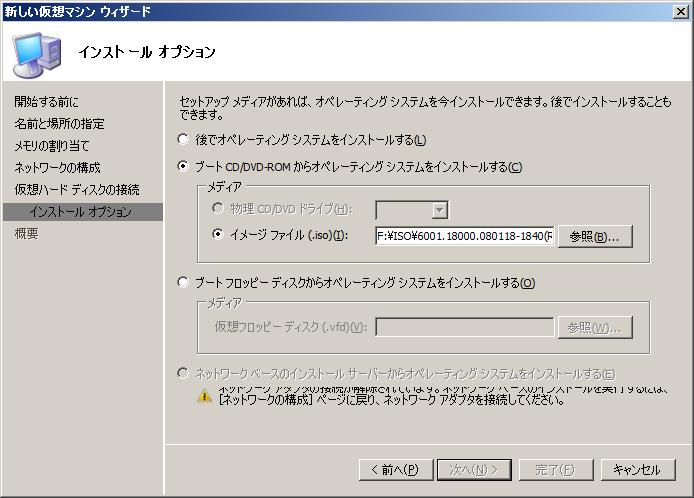 新しい仮想マシン ウィザード
インストール オプション
開始する前に
名前と場所の指定
メモリの割り当て
ネットワークの構成
仮想ハード ディスクの接続
インストール オプション
概要
セットアップ メディアがあれば、オペレーティング システムを今インストールできます。後でインストールすることも
できます。
後でオペレーティング システムをインストールする(L)
ブート CD/DVD-ROM からオペレーティング システムをインストールする(C)
メディア
物理 CD/DVD ドライブ(H):
イメージ ファイル (.iso)(I):
F:¥ISO¥6001.18000.080118-1840(R
参照(B)...
ブート フロッピー ディスクからオペレーティング システムをインストールする(O)
メディア
仮想フロッピー ディスク (.vfd)(V):
参照(W)...
ネットワーク ベースのインストール サーバーからオペレーティング システムをインストールする(E)
ネットワーク アダプタの接続が解除されています。ネットワーク ベースのインストールを実行するには、
[ネットワークの構成] ページに戻り、ネットワーク アダプタを接続してください。
< 前へ(P)
次へ(N) >
完了(F)
キャンセル